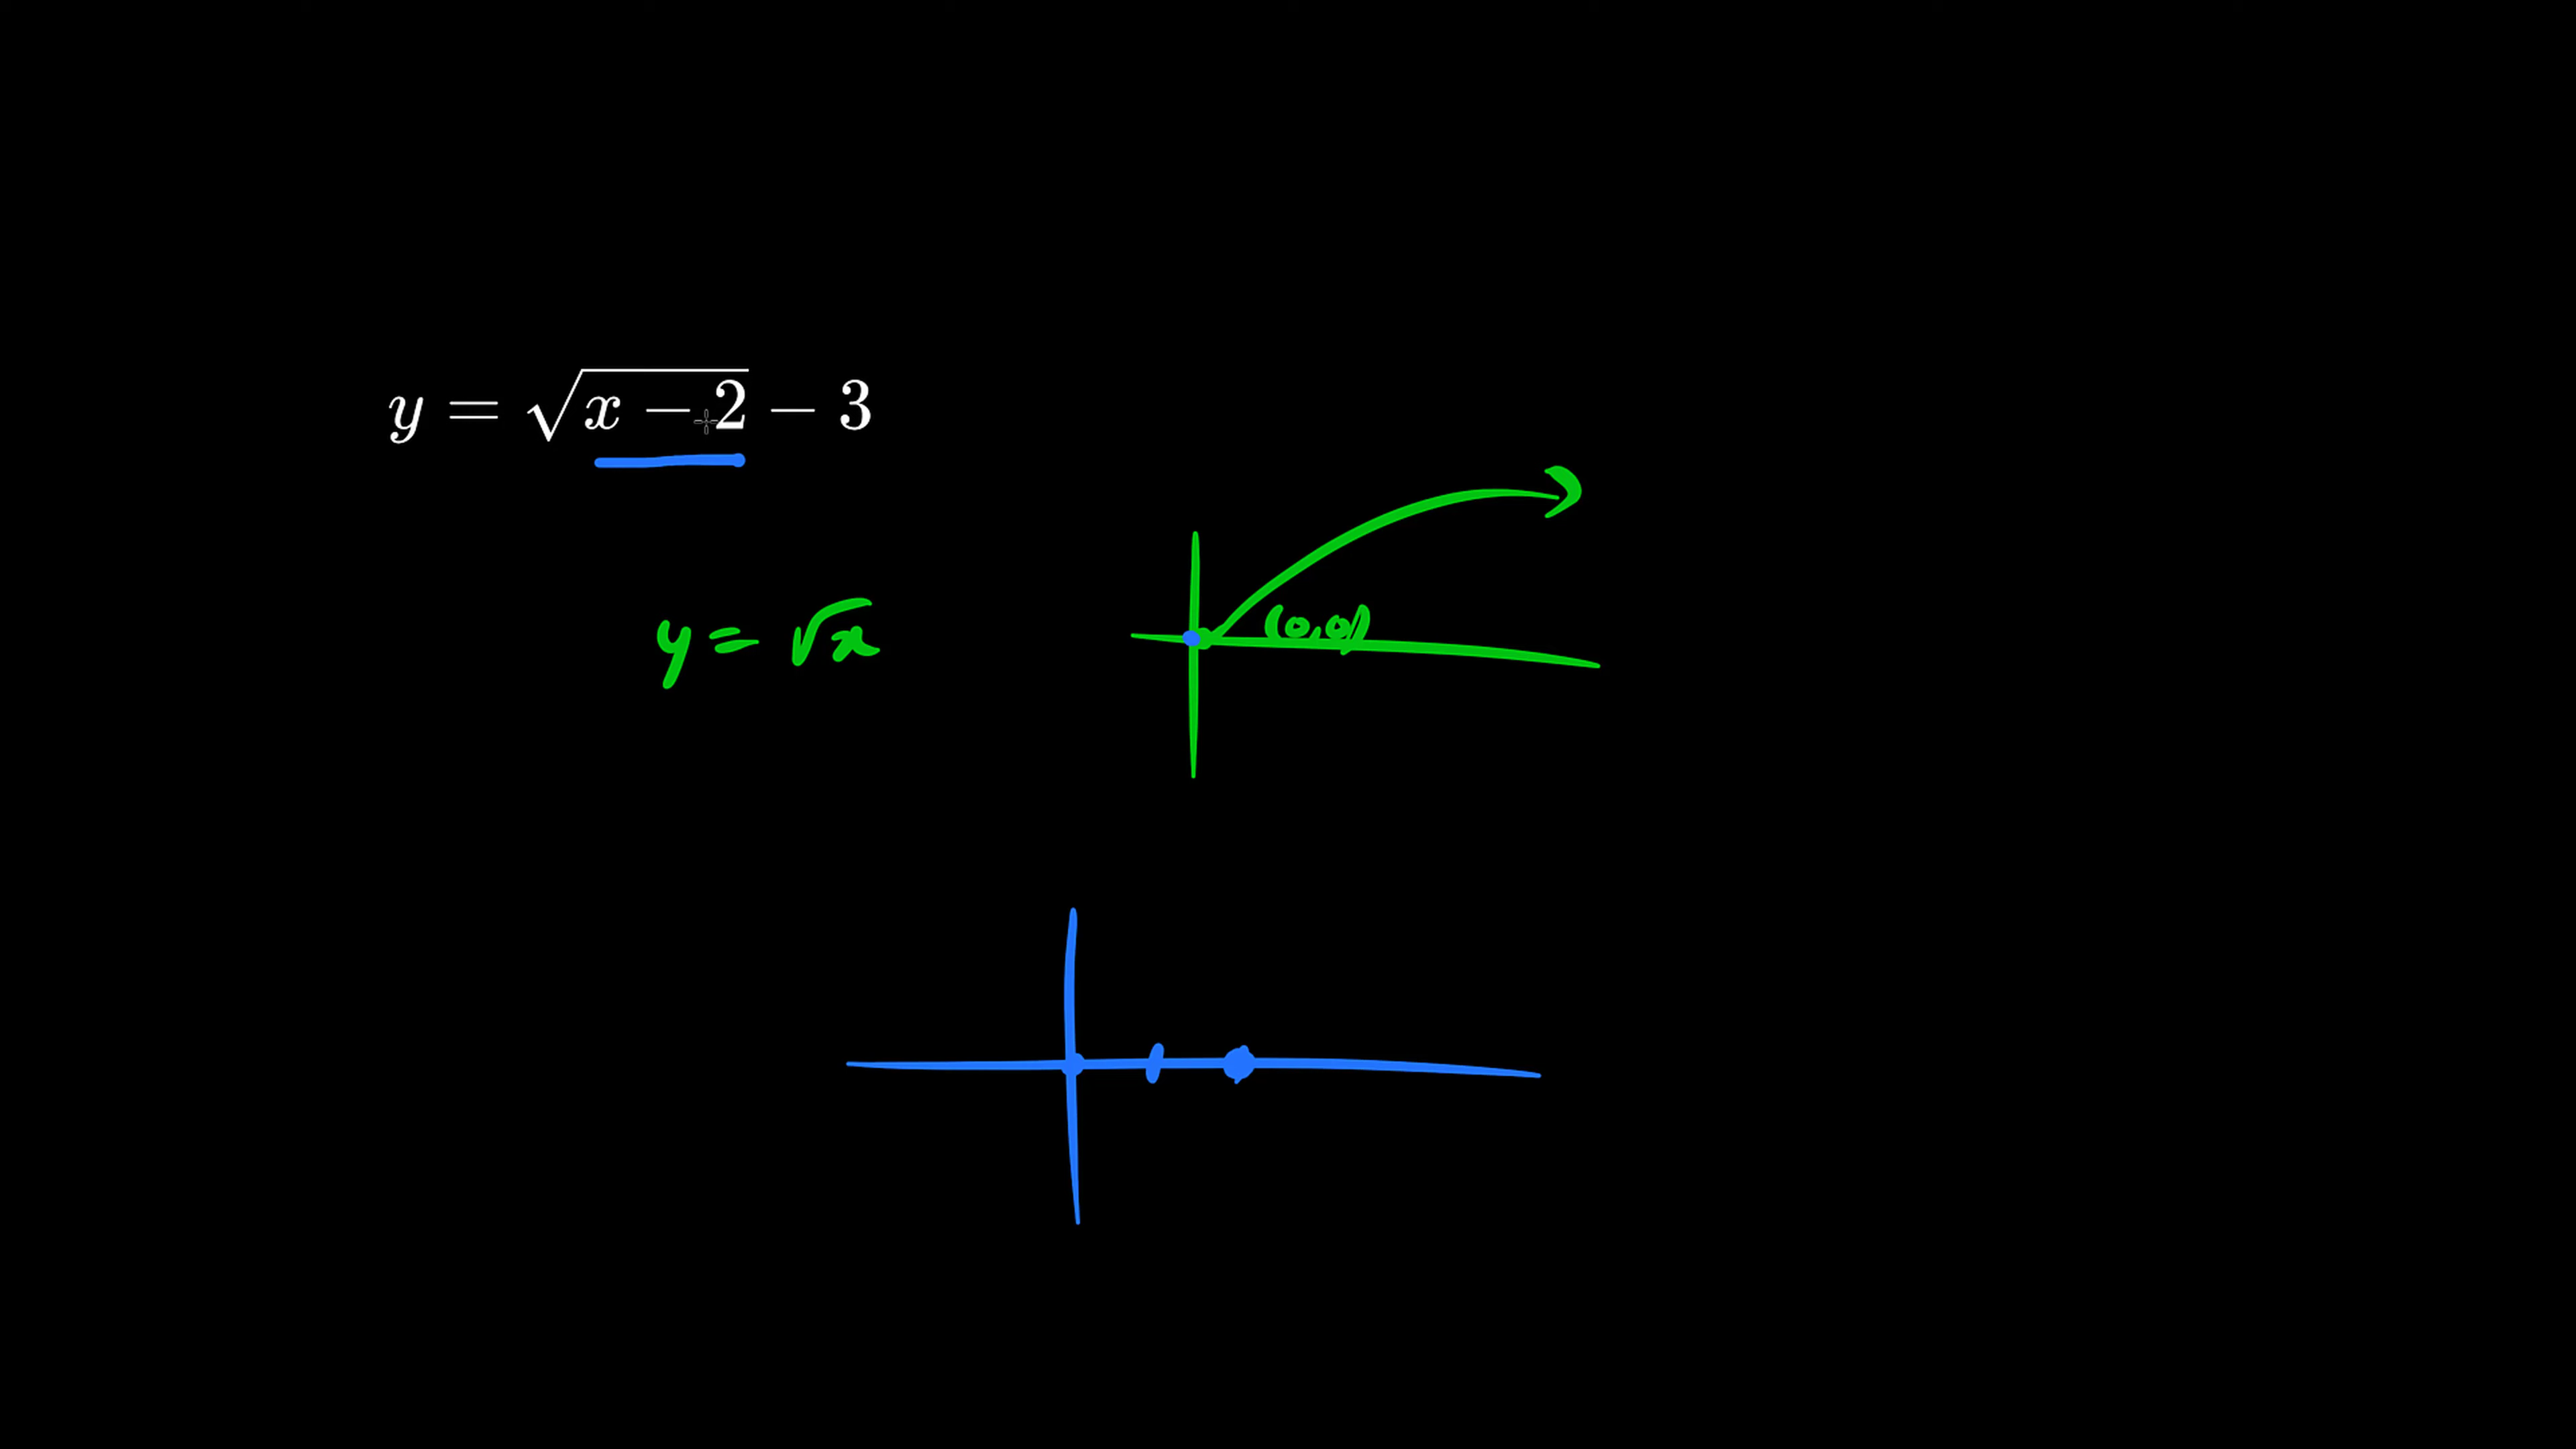 y = √(x − 2) − 3
y = √x
(0,0)